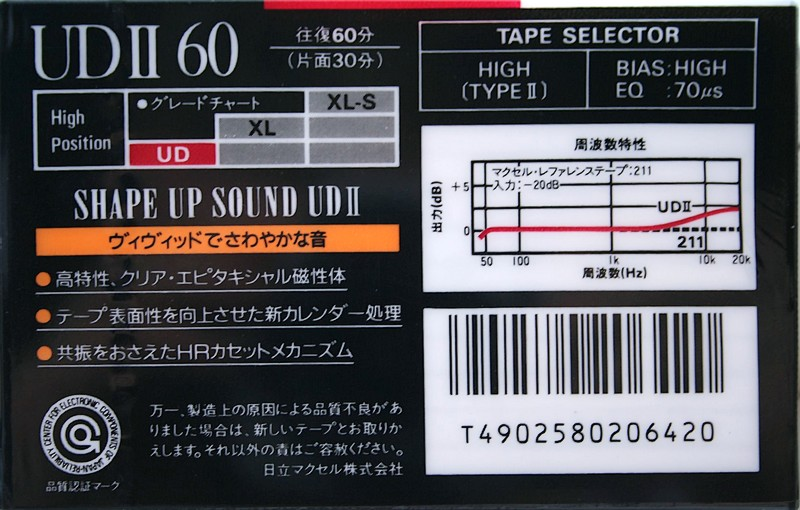 UDII 60
往復60分
(片面30分)
High
Position
●グレードチャート
XL-S
XL
UD
SHAPE UP SOUND UDII
ヴィヴィッドで・さわやかな音
●高特性、クリア・エピタキシャル磁性体
●テープ表面性を向上させた新カレンダー処理
●共振をおさえたHRカセットメカニズム
RELIABILITY CENTER FOR ELECTRONIC COMPONENTS OF JAPAN
品質認証マーク
万一、製造上の原因による品質不良があ
りました場合は、新しいテープとお取りか
えします。それ以外の責はご容赦ください。
日立マクセル株式会社
TAPE SELECTOR
HIGH
(TYPE II)
BIAS:HIGH
EQ :70μs
周波数特性
マクセル・レファレンステープ:211
入力:-20dB
出力(dB)
+5
0
UDII
211
50 100 1k 10k 20k
周波数(Hz)
T4902580206420